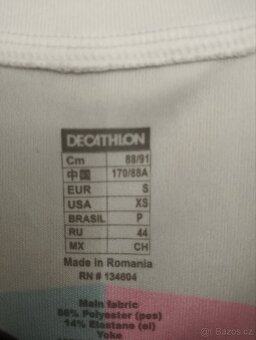 DECATHLON
Cm 88/91
中国 170/88A
EUR S
USA XS
BRASIL P
RU 44
MX CH
Made in Romania
RN # 134604
Main fabric
86% Polyester (pes)
14% Elastane (el)
Yoke
Bazoš.cz